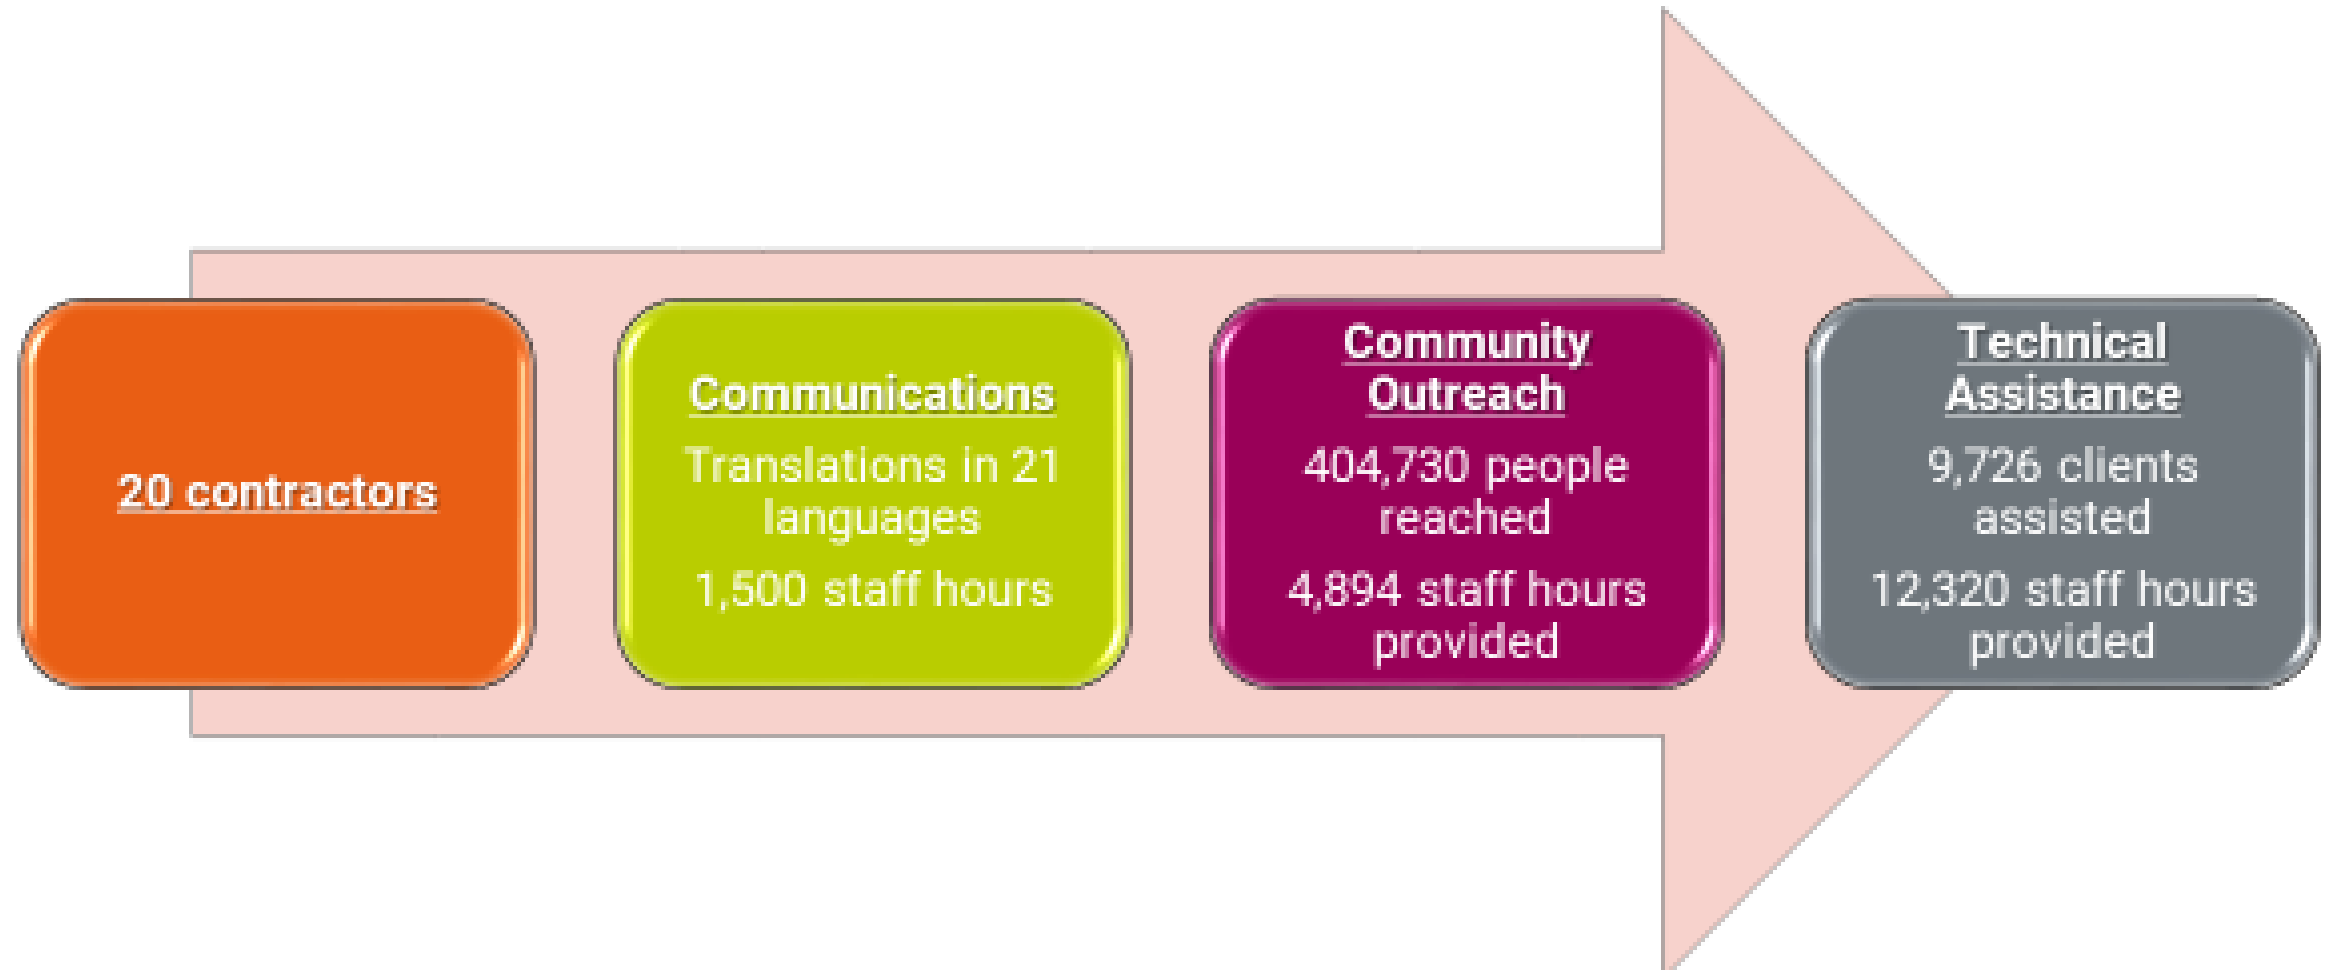 20 contractors
Communications
Translations in 21
languages
1,500 staff hours
Community
Outreach
404,730 people
reached
4,894 staff hours
provided
Technical
Assistance
9,726 clients
assisted
12,320 staff hours
provided